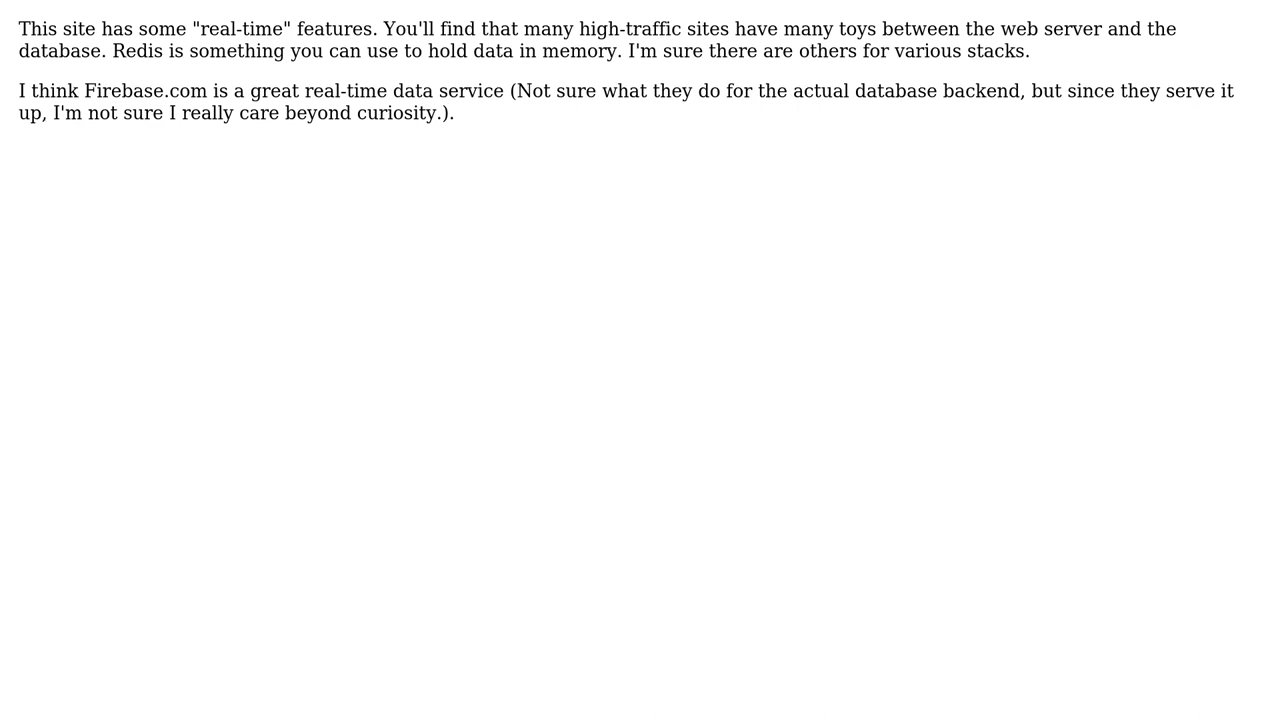 This site has some "real-time" features. You'll find that many high-traffic sites have many toys between the web server and the
database. Redis is something you can use to hold data in memory. I'm sure there are others for various stacks.
I think Firebase.com is a great real-time data service (Not sure what they do for the actual database backend, but since they serve it
up, I'm not sure I really care beyond curiosity.).